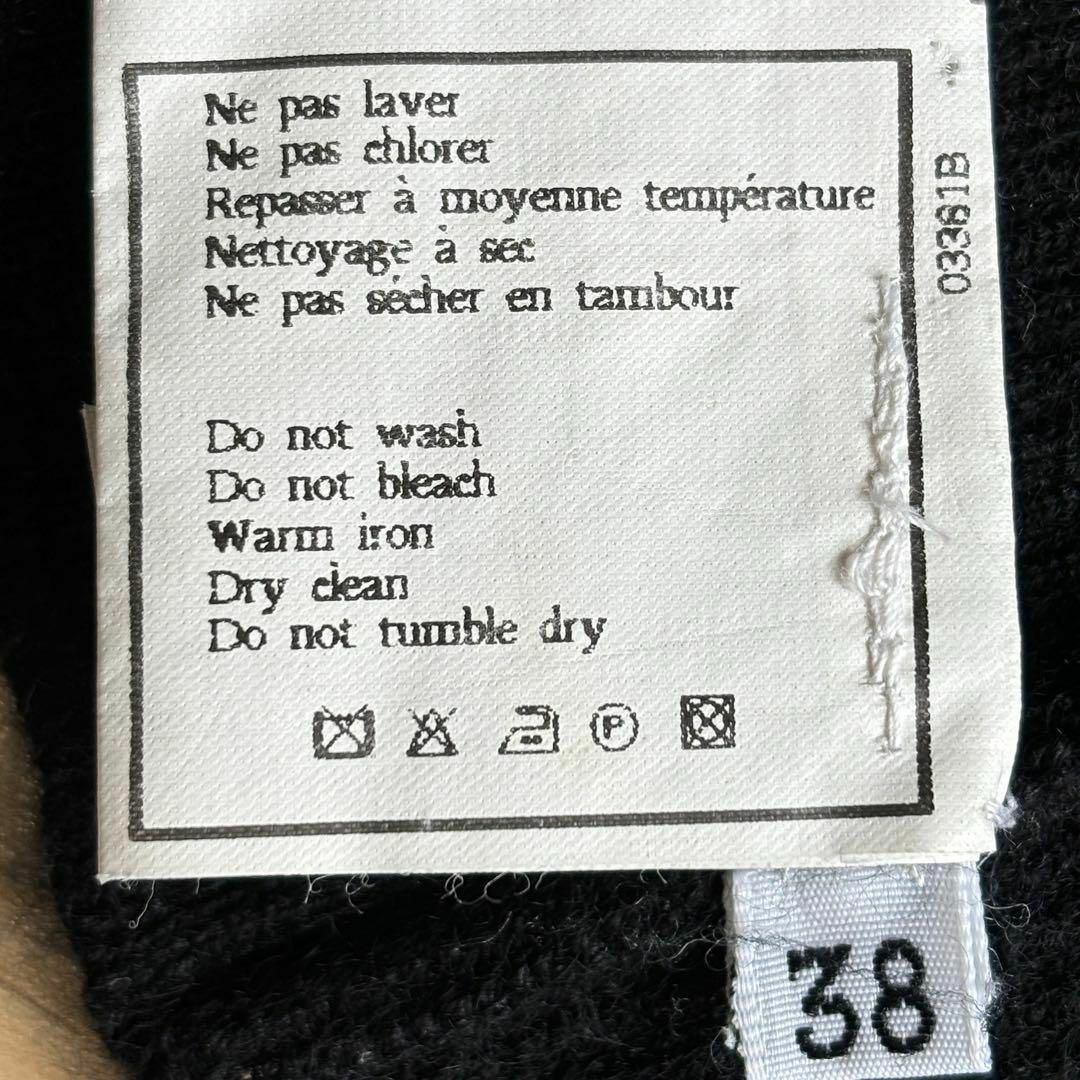 Ne pas laver
Ne pas chlorer
Repasser à moyenne température
Nettoyage à sec
Ne pas sécher en tambour
Do not wash
Do not bleach
Warm iron
Dry clean
Do not tumble dry
P
03381B
38